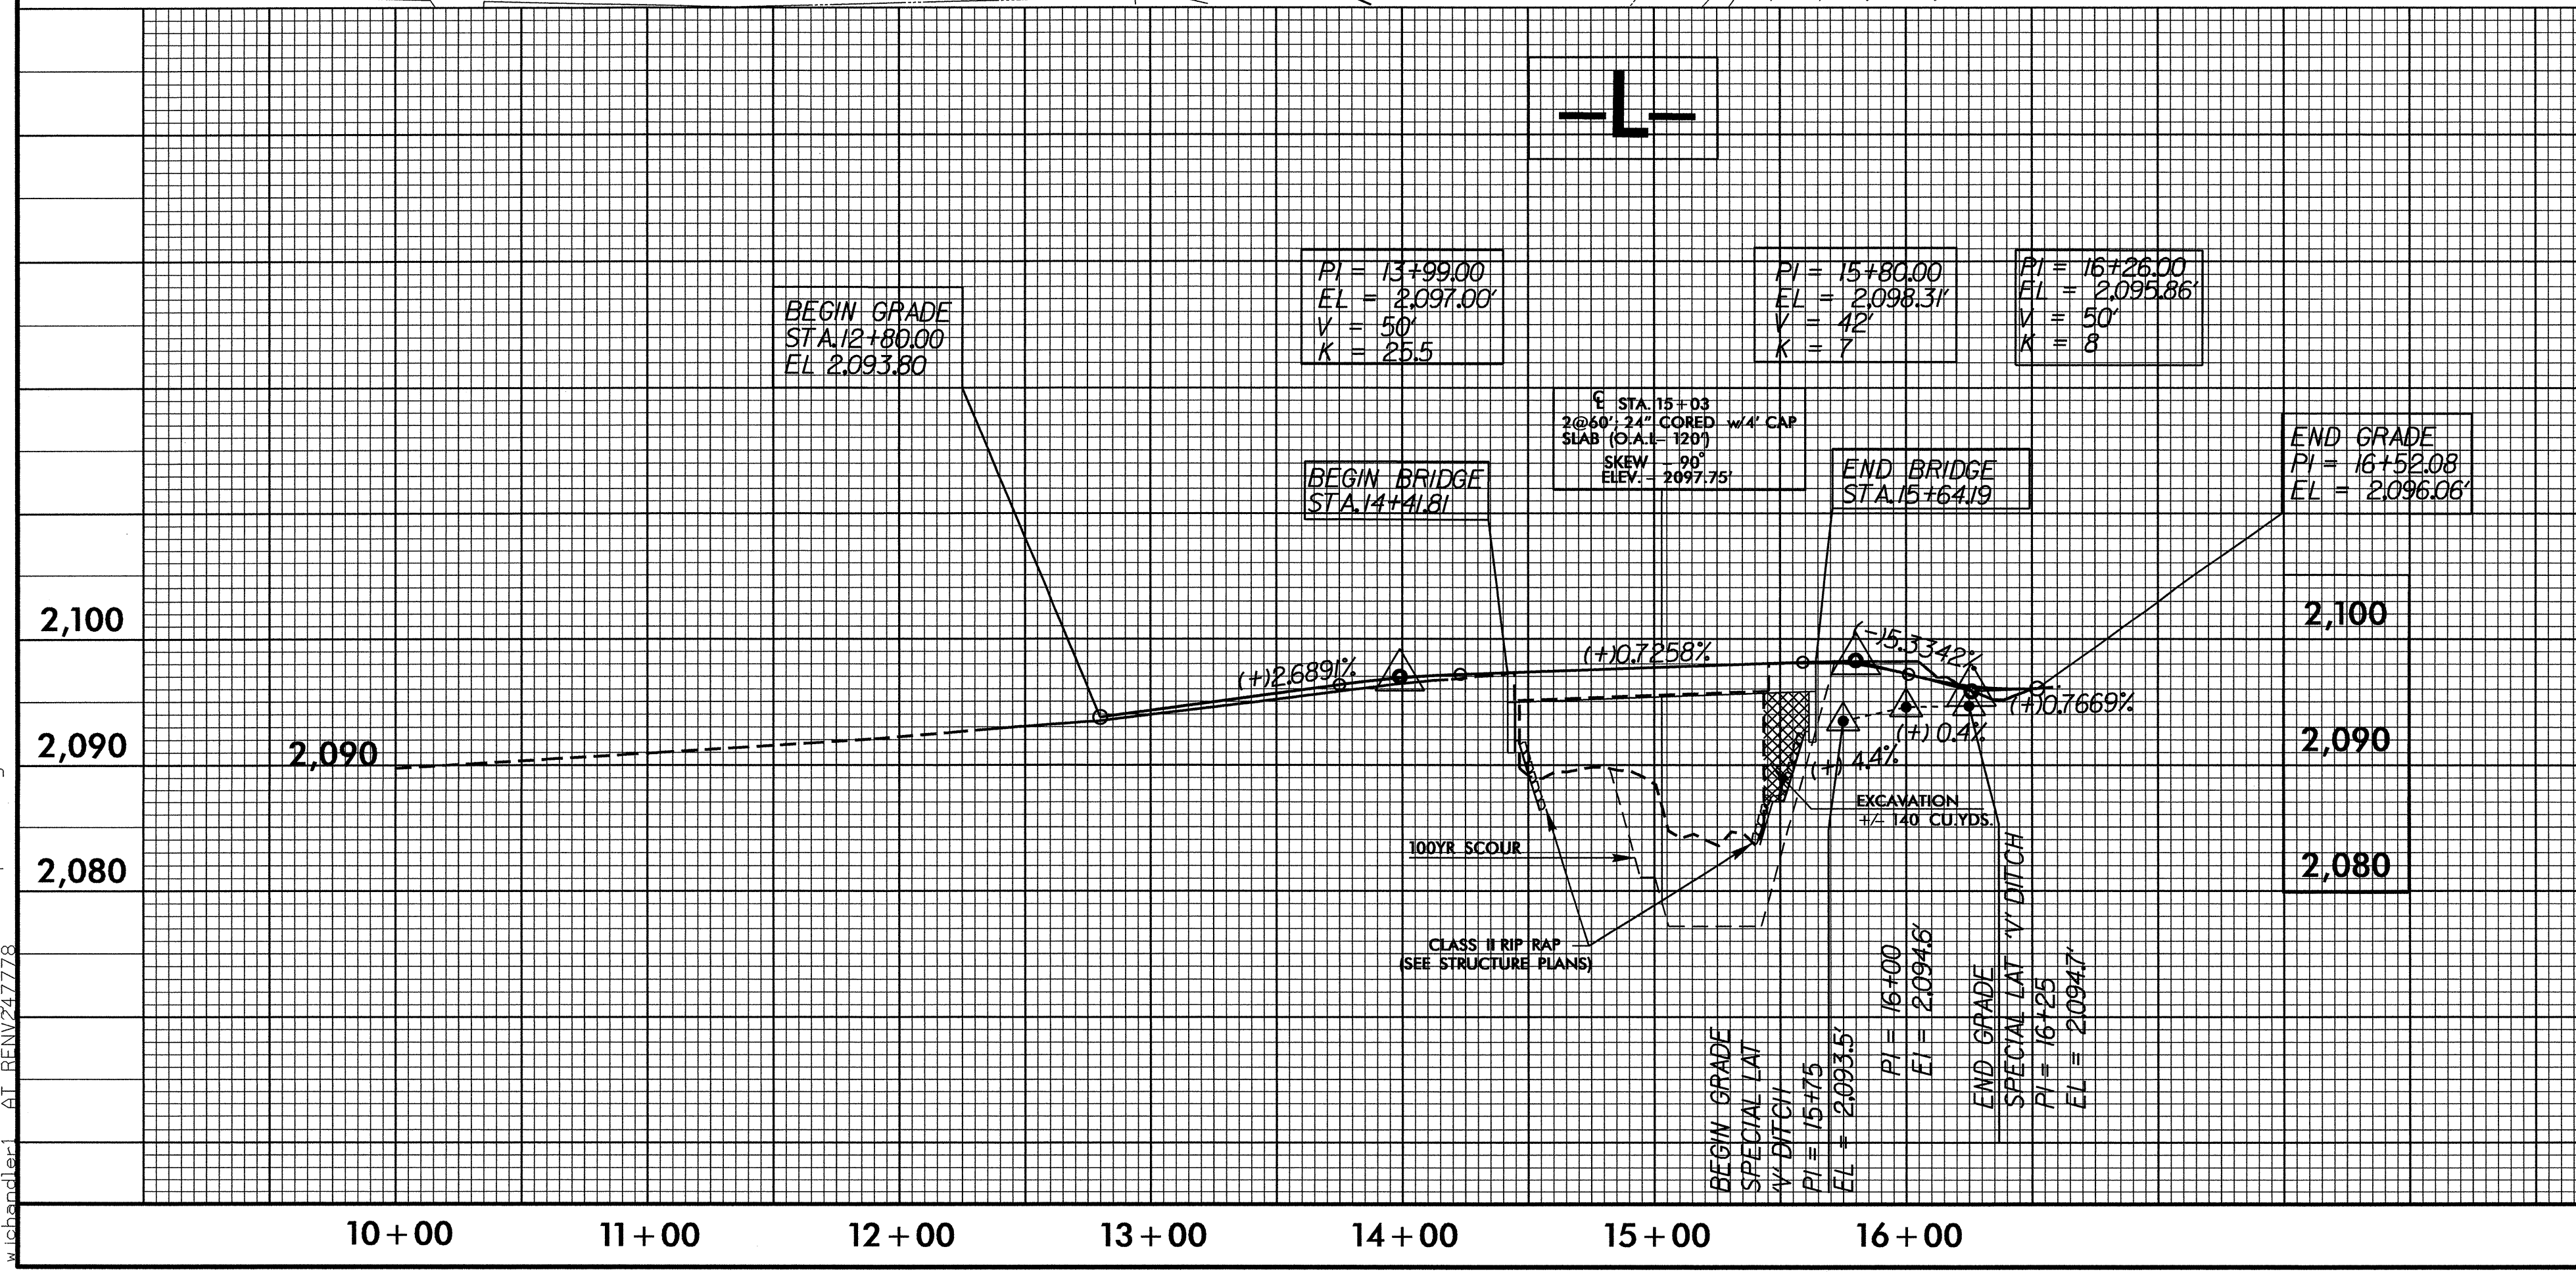 -L-
PI = 13+99.00
EL = 2,097.00'
V = 50'
K = 25.5
PI = 15+80.00
EL = 2,098.31'
V = 42'
K = 7
PI = 16+26.00
EL = 2,095.86'
V = 50'
K = 8
BEGIN GRADE
STA.12+80.00
EL 2,093.80
℄ STA. 15+03
2@60'; 24" CORED w/4' CAP
SLAB (O.A.L- 120')
SKEW - 90°
ELEV. - 2097.75'
BEGIN BRIDGE
STA.14+41.81
END BRIDGE
STA.15+64.19
END GRADE
PI = 16+52.08
EL = 2,096.06'
2,100
2,100
(+)2.6891%
(+)0.7258%
(-)5.3342%
(+)0.7669%
2,090
2,090
2,090
(+) 0.4%
(+) 4.4%
EXCAVATION
+/- 140 CU.YDS.
100YR SCOUR
2,080
2,080
CLASS II RIP RAP
(SEE STRUCTURE PLANS)
BEGIN GRADE
SPECIAL LAT
'V' DITCH
PI = 15+75
EL = 2,093.5'
PI = 16+00
EL = 2,094.6'
END GRADE
SPECIAL LAT 'V' DITCH
PI = 16+25
EL = 2,094.7'
10+00
11+00
12+00
13+00
14+00
15+00
16+00
wjchandler1 AT RENV247778